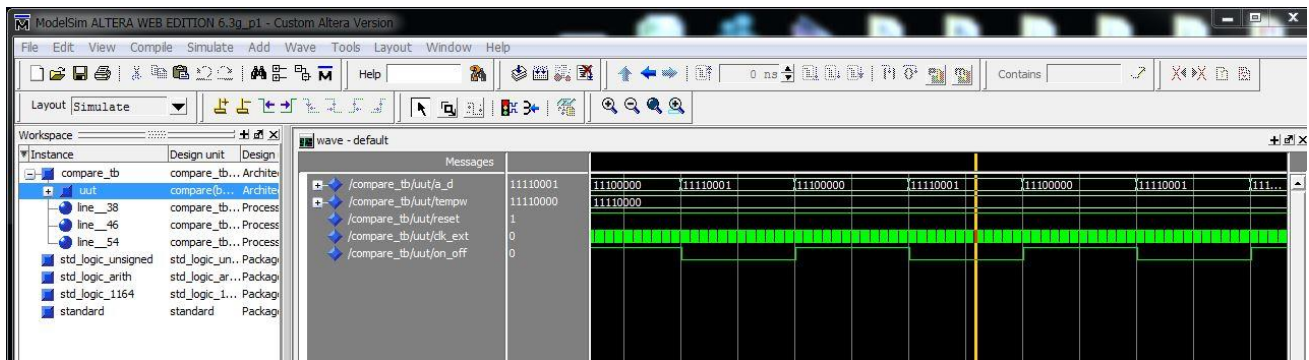 ModelSim ALTERA WEB EDITION 6.3g_p1 - Custom Altera Version
File Edit View Compile Simulate Add Wave Tools Layout Window Help
Help
0 ns
Contains
Layout Simulate
Workspace
Instance Design unit Design
compare_tb compare_tb... Archite
uut compare(b... Archite
line__38 compare_tb... Process
line__46 compare_tb... Process
line__54 compare_tb... Process
std_logic_unsigned std_logic_un... Packag
std_logic_arith std_logic_ar... Packag
std_logic_1164 std_logic_1... Packag
standard standard Packag
wave - default
Messages
/compare_tb/uut/a_d 11110001 11100000 11110001 11100000 11110001 11100000 11110001 111...
/compare_tb/uut/tempw 11110000 11110000
/compare_tb/uut/reset 1
/compare_tb/uut/clk_ext 0
/compare_tb/uut/on_off 0